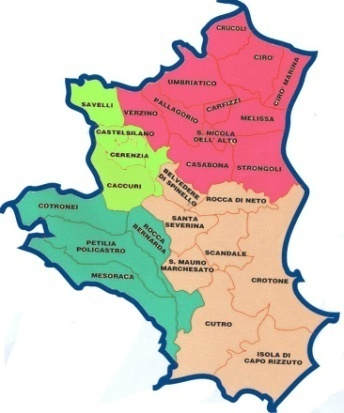 CRUCOLI
CIRO'
CIRO' MARINA
UMBRIATICO
SAVELLI
PALLAGORIO
CARFIZZI
VERZINO
MELISSA
CASTELSILANO
S. NICOLA
DELL' ALTO
CERENZIA
CASABONA
STRONGOLI
BELVEDERE
DI SPINELLO
CACCURI
ROCCA DI NETO
COTRONEI
SANTA
SEVERINA
ROCCA
BERNARDA
PETILIA
POLICASTRO
SCANDALE
S. MAURO
MARCHESATO
MESORACA
CROTONE
CUTRO
ISOLA DI
CAPO RIZZUTO